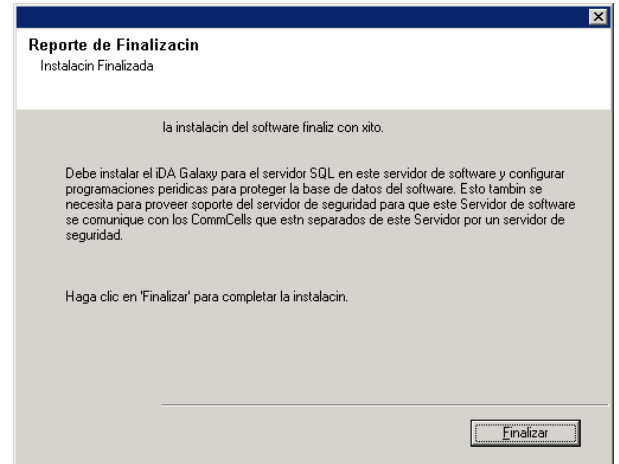 Reporte de Finalizacin
Instalacin Finalizada
la instalacin del software finaliz con xito.
Debe instalar el iDA Galaxy para el servidor SQL en este servidor de software y configurar
programaciones peridicas para proteger la base de datos del software. Esto tambin se
necesita para proveer soporte del servidor de seguridad para que este Servidor de software
se comunique con los CommCells que estn separados de este Servidor por un servidor de
seguridad.
Haga clic en 'Finalizar' para completar la instalacin.
Finalizar